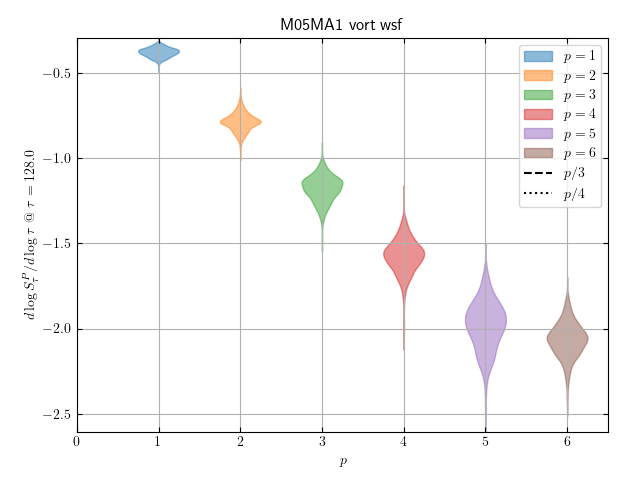 M05MA1 vort wsf
d log S_τ^P / d log τ @ τ = 128.0
−0.5
−1.0
−1.5
−2.0
−2.5
0 1 2 3 4 5 6
p
p = 1
p = 2
p = 3
p = 4
p = 5
p = 6
p/3
p/4